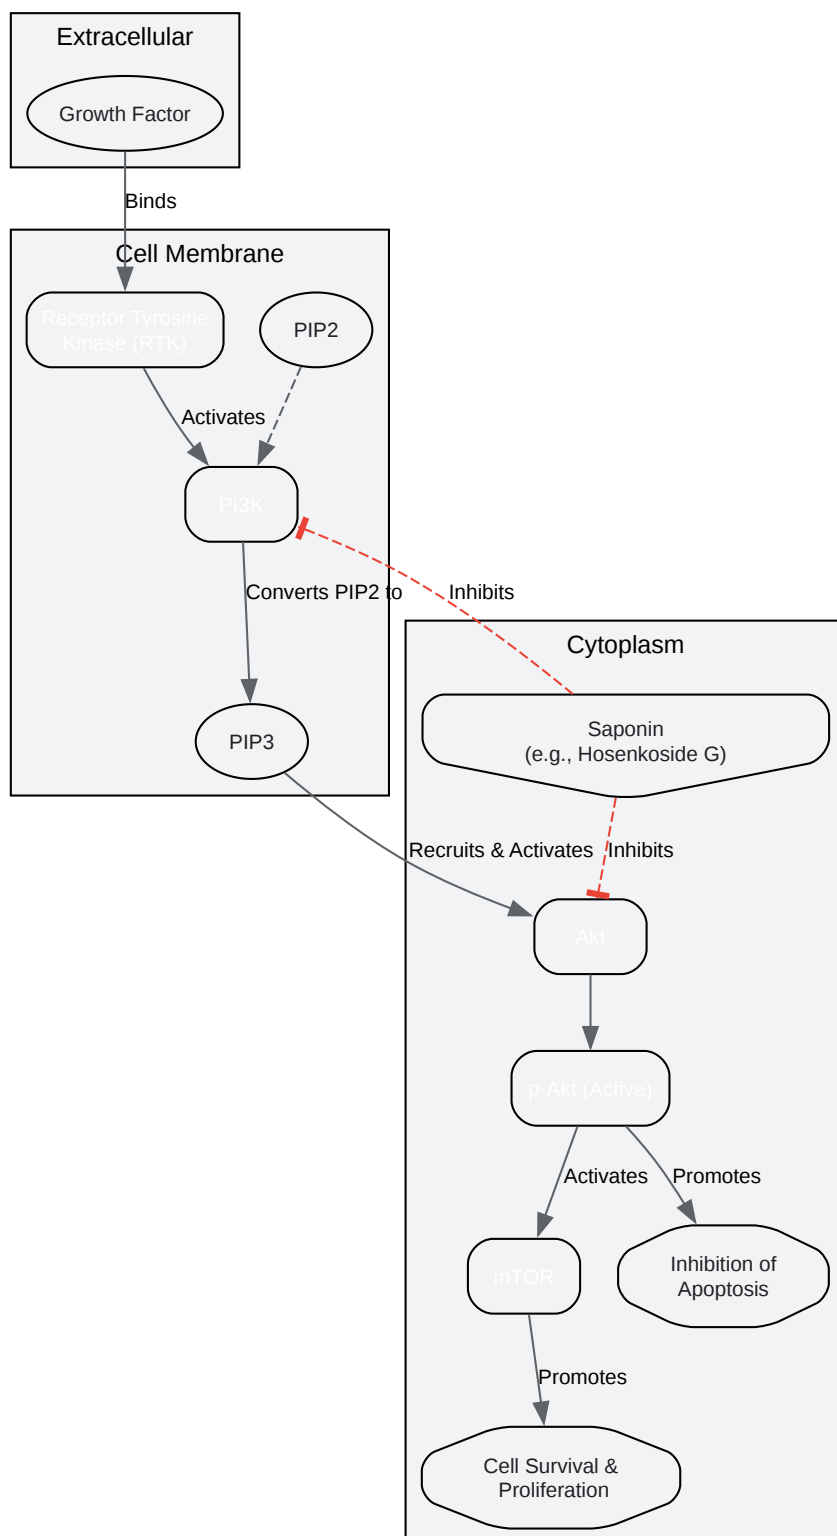 Extracellular
Growth Factor
Binds
Cell Membrane
Receptor Tyrosine
Kinase (RTK)
PIP2
Activates
PI3K
Converts PIP2 to
Inhibits
Cytoplasm
Saponin
(e.g., Hosenkoside G)
PIP3
Recruits & Activates
Inhibits
Akt
p-Akt (Active)
Activates
Promotes
mTOR
Inhibition of
Apoptosis
Promotes
Cell Survival &
Proliferation